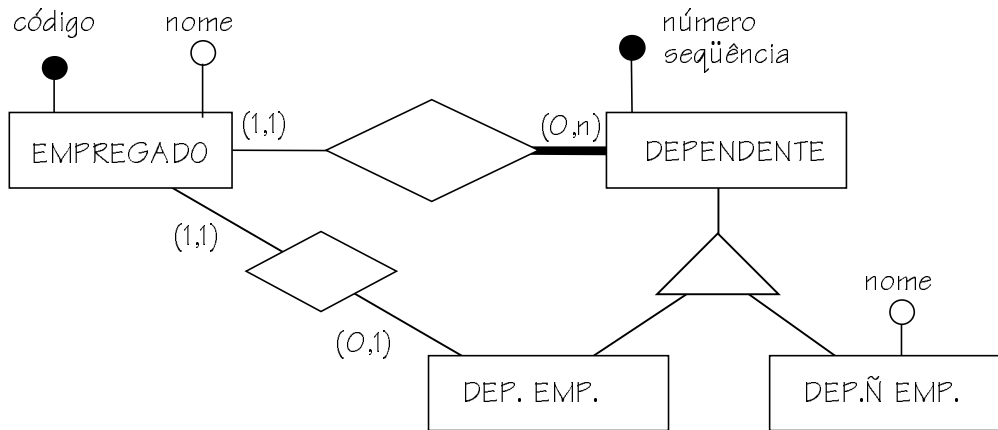 código
nome
número
seqüência
(1,1)
(0,n)
EMPREGADO
DEPENDENTE
(1,1)
nome
(0,1)
DEP. EMP.
DEP.Ñ EMP.